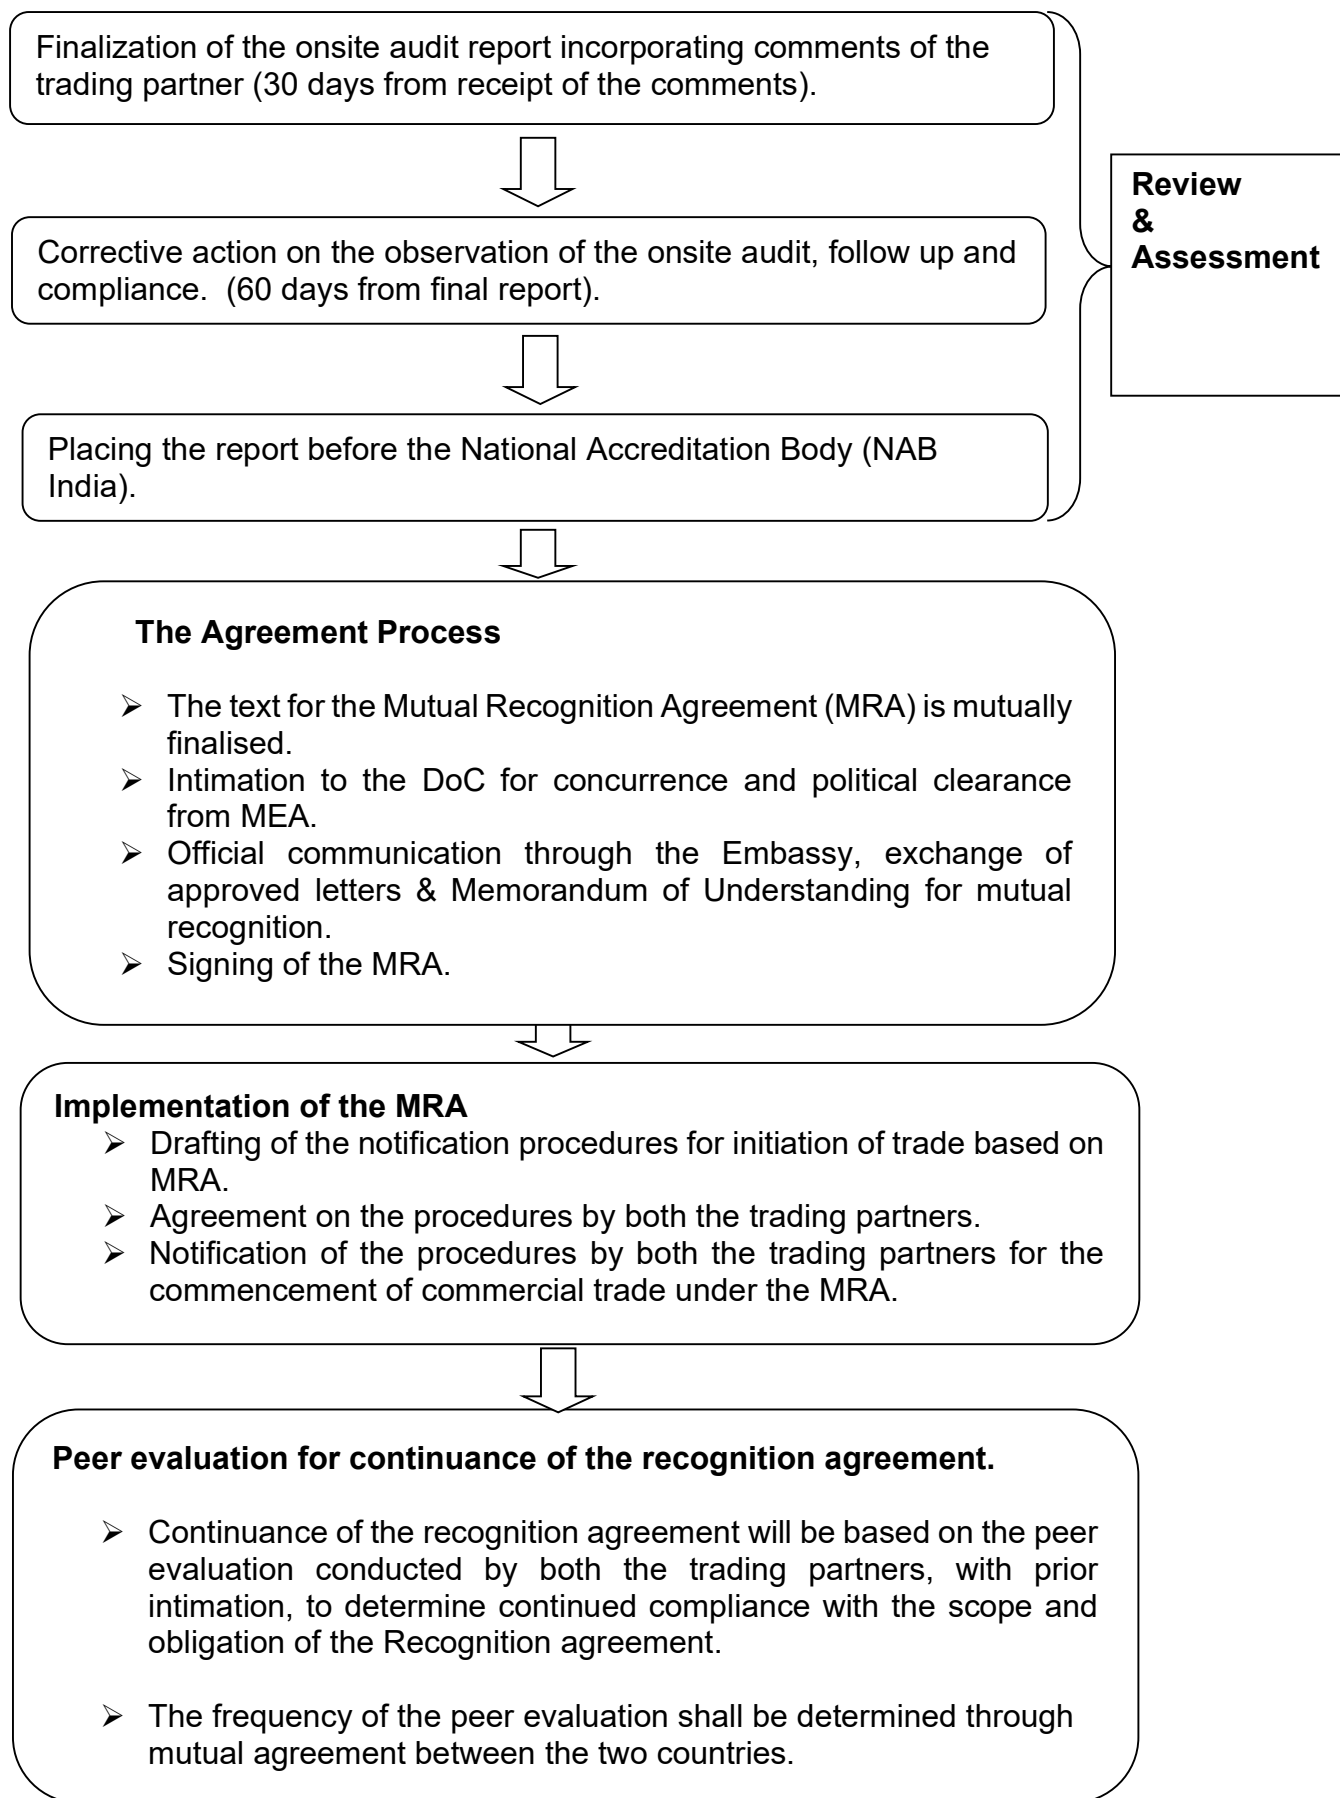 Finalization of the onsite audit report incorporating comments of the
trading partner (30 days from receipt of the comments).
Review
&
Assessment
Corrective action on the observation of the onsite audit, follow up and
compliance.  (60 days from final report).
Placing the report before the National Accreditation Body (NAB
India).
The Agreement Process
➢ The text for the Mutual Recognition Agreement (MRA) is mutually
finalised.
➢ Intimation to the DoC for concurrence and political clearance
from MEA.
➢ Official communication through the Embassy, exchange of
approved letters & Memorandum of Understanding for mutual
recognition.
➢ Signing of the MRA.
Implementation of the MRA
➢ Drafting of the notification procedures for initiation of trade based on
MRA.
➢ Agreement on the procedures by both the trading partners.
➢ Notification of the procedures by both the trading partners for the
commencement of commercial trade under the MRA.
Peer evaluation for continuance of the recognition agreement.
➢ Continuance of the recognition agreement will be based on the peer
evaluation conducted by both the trading partners, with prior
intimation, to determine continued compliance with the scope and
obligation of the Recognition agreement.
➢ The frequency of the peer evaluation shall be determined through
mutual agreement between the two countries.